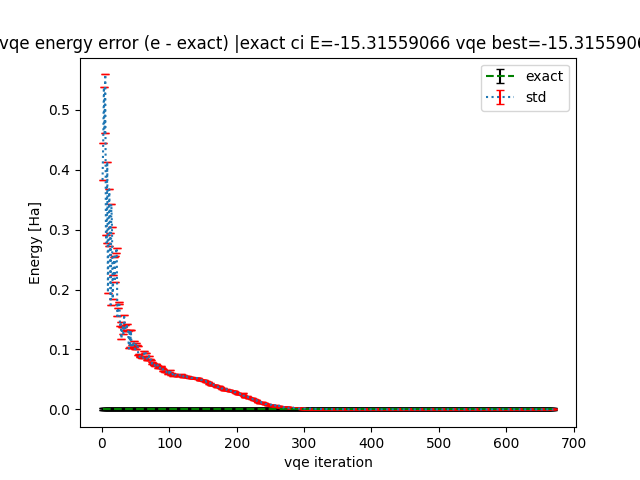 vqe energy error (e - exact) |exact ci E=-15.31559066 vqe best=-15.3155906
exact
std
0.5
0.4
0.3
0.2
0.1
0.0
Energy [Ha]
0 100 200 300 400 500 600 700
vqe iteration